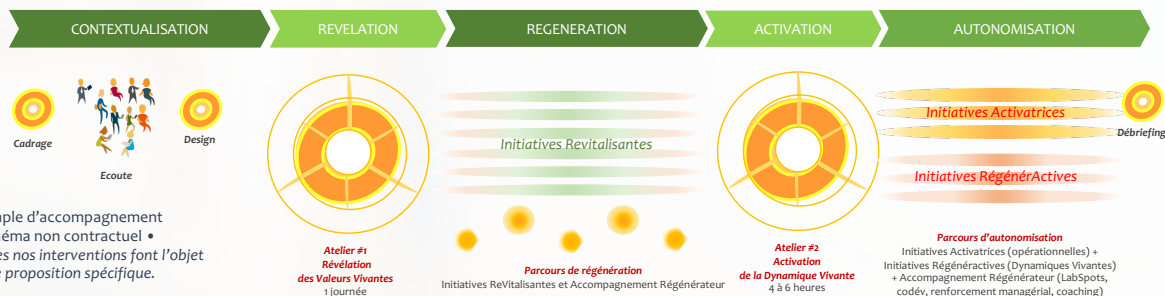 CONTEXTUALISATION
REVELATION
REGENERATION
ACTIVATION
AUTONOMISATION
Cadrage
Ecoute
Design
d'accompagnement
non contractuel •
nos interventions font l'objet
proposition spécifique.
Atelier #1
Révélation
des Valeurs Vivantes
1 journée
Initiatives Revitalisantes
Parcours de régénération
Initiatives ReVitalisantes et Accompagnement Régénérateur
Atelier #2
Activation
de la Dynamique Vivante
4 à 6 heures
Initiatives Activatrices
Initiatives RégénérActives
Débriefing
Parcours d'autonomisation
Initiatives Activatrices (opérationnelles) +
Initiatives Régénéractives (Dynamiques Vivantes)
+ Accompagnement Régénérateur (LabSpots,
codév, renforcement managérial, coaching)